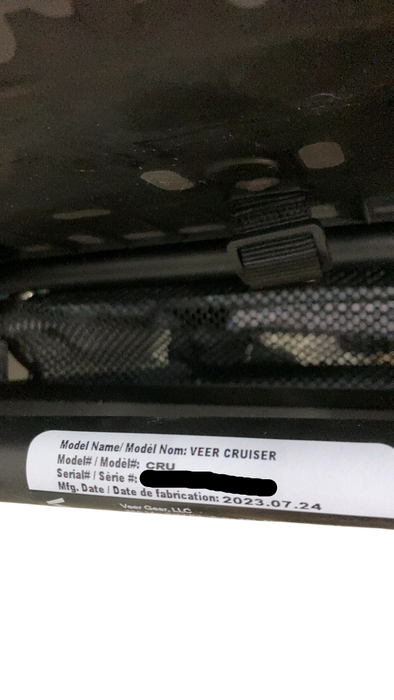 Model Name/ Modèl Nom: VEER CRUISER
Model# / Modèl#: CRU
Serial# / Série #:
Mfg. Date / Date de fabrication: 2023.07.24
Veer Gear, LLC